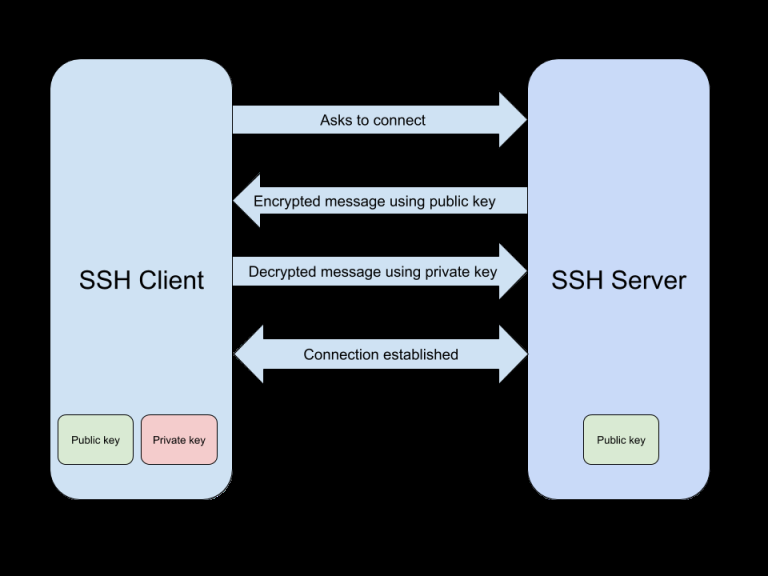 Asks to connect
Encrypted message using public key
Decrypted message using private key
SSH Client
SSH Server
Connection established
Public key
Private key
Public key